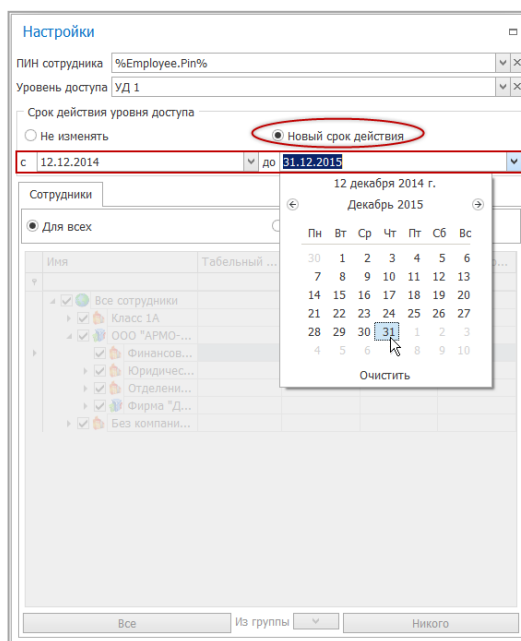 Настройки
ПИН сотрудника %Employee.Pin%
Уровень доступа УД 1
Срок действия уровня доступа
Не изменять Новый срок действия
с 12.12.2014 до 31.12.2015
12 декабря 2014 г.
Декабрь 2015
Пн Вт Ср Чт Пт Сб Вс
30 1 2 3 4 5 6
7 8 9 10 11 12 13
14 15 16 17 18 19 20
21 22 23 24 25 26 27
28 29 30 31 1 2 3
4 5 6 8 9 10
Очистить
Сотрудники
Для всех
Имя Табельный ...
Все сотрудники
Класс 1А
ООО "АРМО-...
Финансов...
Юридичес...
Отделени...
Фирма "Д...
Без компани...
Все Из группы Никого